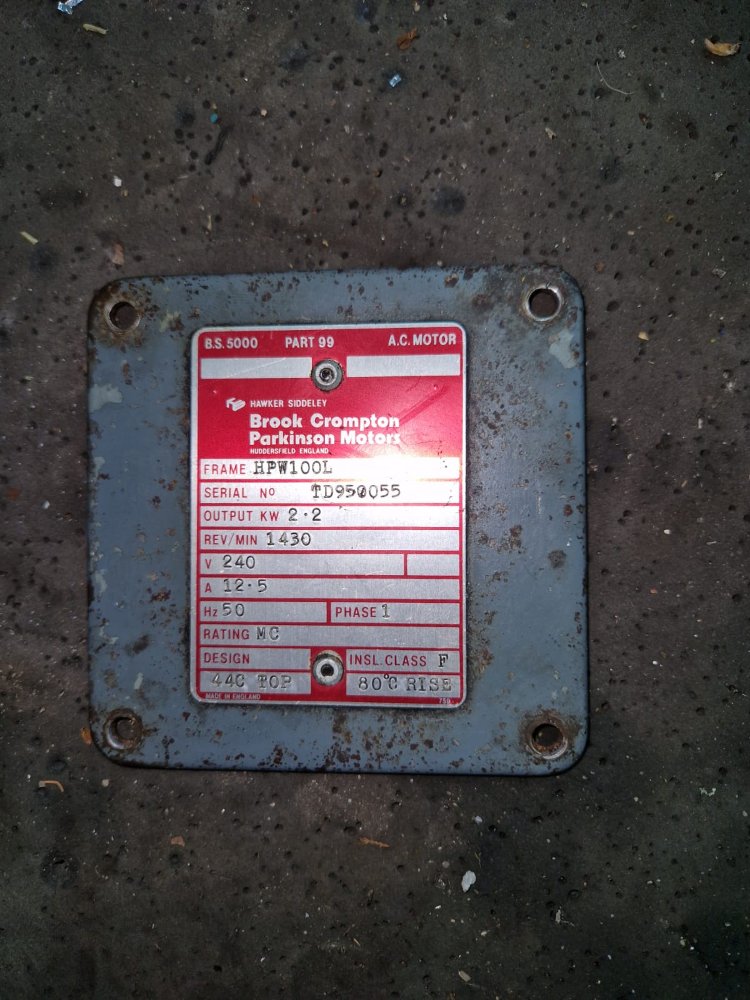 B.S. 5000 PART 99 A.C. MOTOR
HAWKER SIDDELEY
Brook Crompton
Parkinson Motors
HUDDERSFIELD ENGLAND
FRAME HPW100L
SERIAL Nº TD950055
OUTPUT KW 2·2
REV/MIN 1430
V 240
A 12·5
Hz 50 PHASE 1
RATING MC
DESIGN INSL. CLASS F
44C TOP 80°C RISE
MADE IN ENGLAND